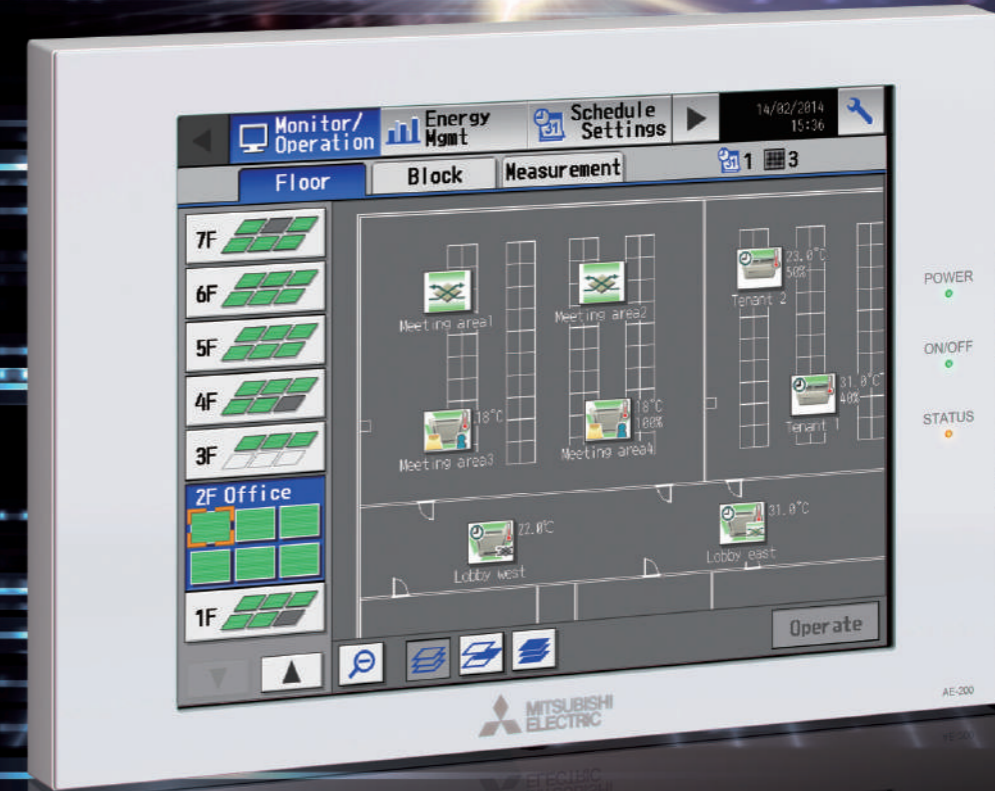 Monitor/
Operation
Energy
Mgmt
31
Schedule
Settings
14/02/2014
15:36
Floor
Block
Measurement
31
1
3
7F
6F
5F
4F
3F
2F Office
1F
Meeting area1
Meeting area2
23.0°C
50%
Tenant 2
18°C
Meeting area3
18°C
100%
Meeting area4
31.0°C
40%
Tenant 1
22.0°C
Lobby west
31.0°C
Lobby east
Operate
POWER
ON/OFF
STATUS
MITSUBISHI
ELECTRIC
AE-200